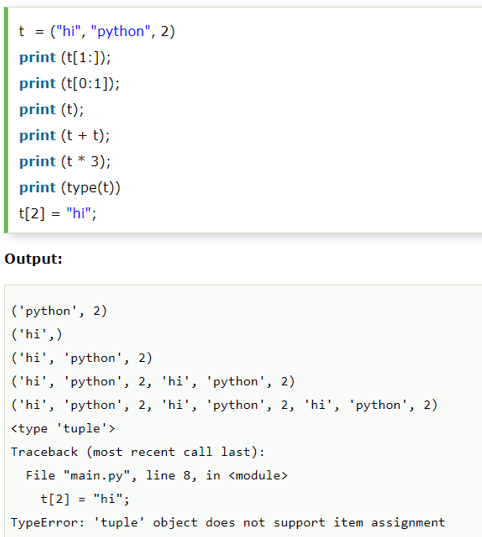 t  = ("hi", "python", 2)
print (t[1:]);
print (t[0:1]);
print (t);
print (t + t);
print (t * 3);
print (type(t))
t[2] = "hi";
Output:
('python', 2)
('hi',)
('hi', 'python', 2)
('hi', 'python', 2, 'hi', 'python', 2)
('hi', 'python', 2, 'hi', 'python', 2, 'hi', 'python', 2)
<type 'tuple'>
Traceback (most recent call last):
  File "main.py", line 8, in <module>
    t[2] = "hi";
TypeError: 'tuple' object does not support item assignment